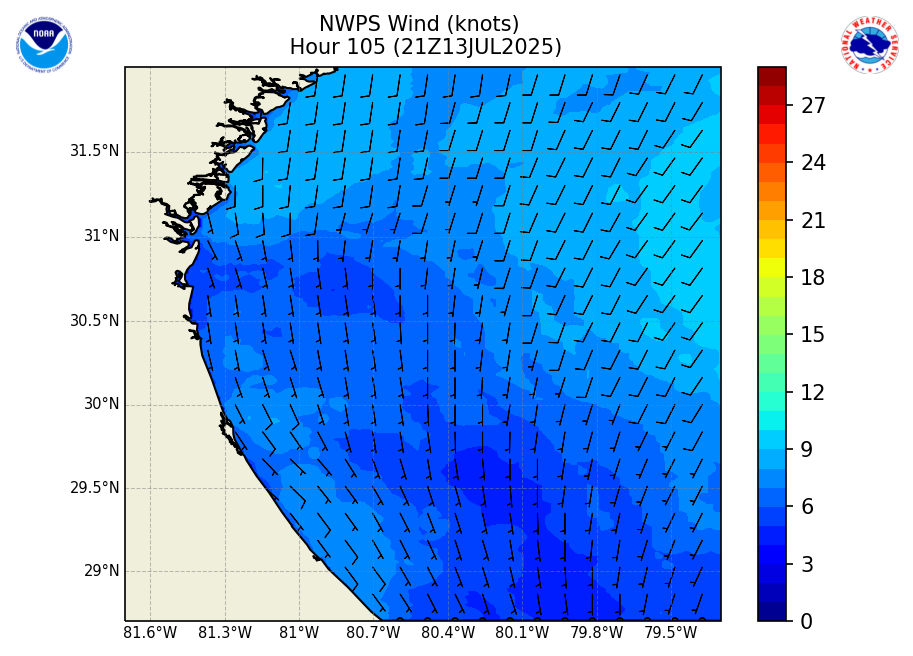 NWPS Wind (knots)
Hour 105 (21Z13JUL2025)
NOAA
NATIONAL WEATHER SERVICE
31.5°N
31°N
30.5°N
30°N
29.5°N
29°N
81.6°W 81.3°W 81°W 80.7°W 80.4°W 80.1°W 79.8°W 79.5°W
27
24
21
18
15
12
9
6
3
0